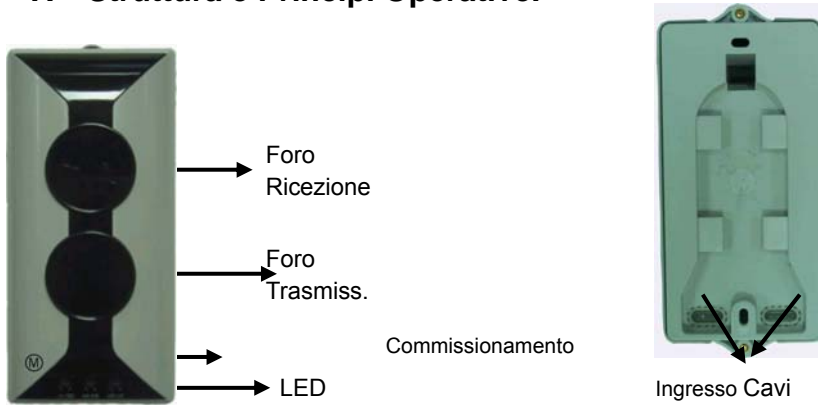 Foro
Ricezione
Foro
Trasmiss.
Commissionamento
LED
Ingresso Cavi
M